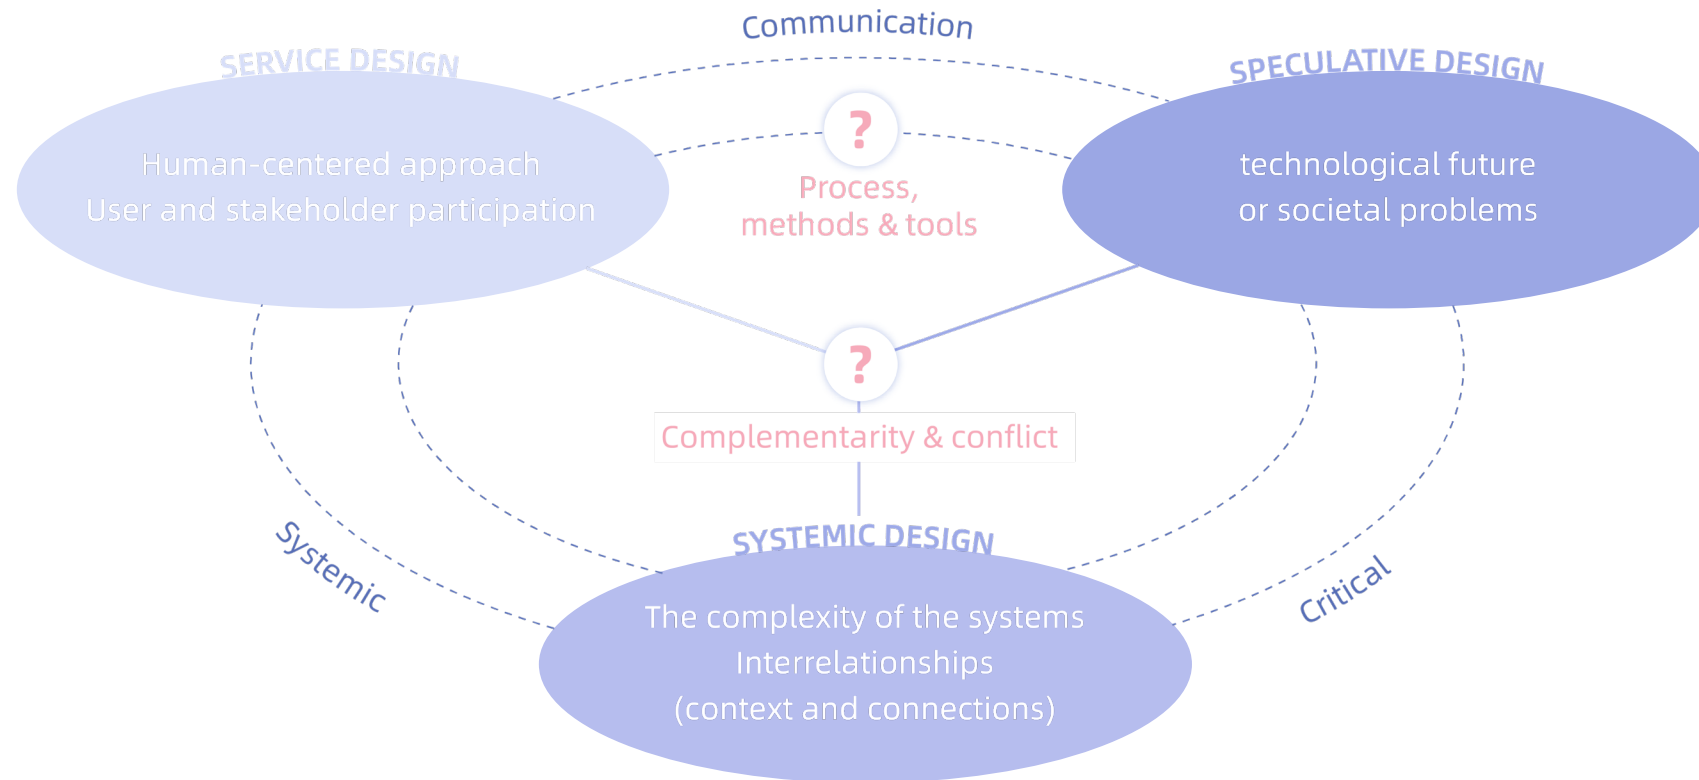 Communication
SERVICE DESIGN
SPECULATIVE DESIGN
?
Human-centered approach
User and stakeholder participation
Process,
methods & tools
technological future
or societal problems
?
Complementarity & conflict
Systemic
Critical
SYSTEMIC DESIGN
The complexity of the systems
Interrelationships
(context and connections)